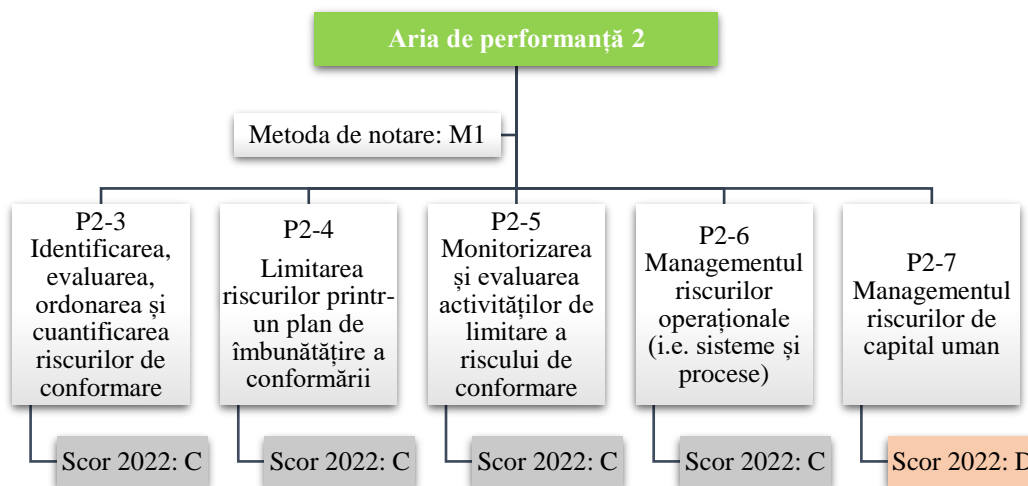 Aria de performanță 2
Metoda de notare: M1
P2-3
Identificarea,
evaluarea,
ordonarea și
cuantificarea
riscurilor de
conformare
P2-4
Limitarea
riscurilor printr-
un plan de
îmbunătățire a
conformării
P2-5
Monitorizarea
și evaluarea
activităților de
limitare a
riscului de
conformare
P2-6
Managementul
riscurilor
operaționale
(i.e. sisteme și
procese)
P2-7
Managementul
riscurilor de
capital uman
Scor 2022: C
Scor 2022: C
Scor 2022: C
Scor 2022: C
Scor 2022: D